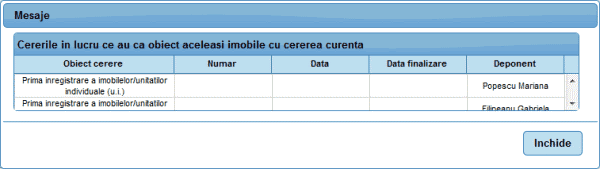 Mesaje
Cererile in lucru ce au ca obiect aceleasi imobile cu cererea curenta
Obiect cerere Numar Data Data finalizare Deponent
Prima inregistrare a imobilelor/unitatilor
individuale (u.i.) Popescu Mariana
Prima inregistrare a imobilelor/unitatilor
Filipeanu Gabriela
Inchide